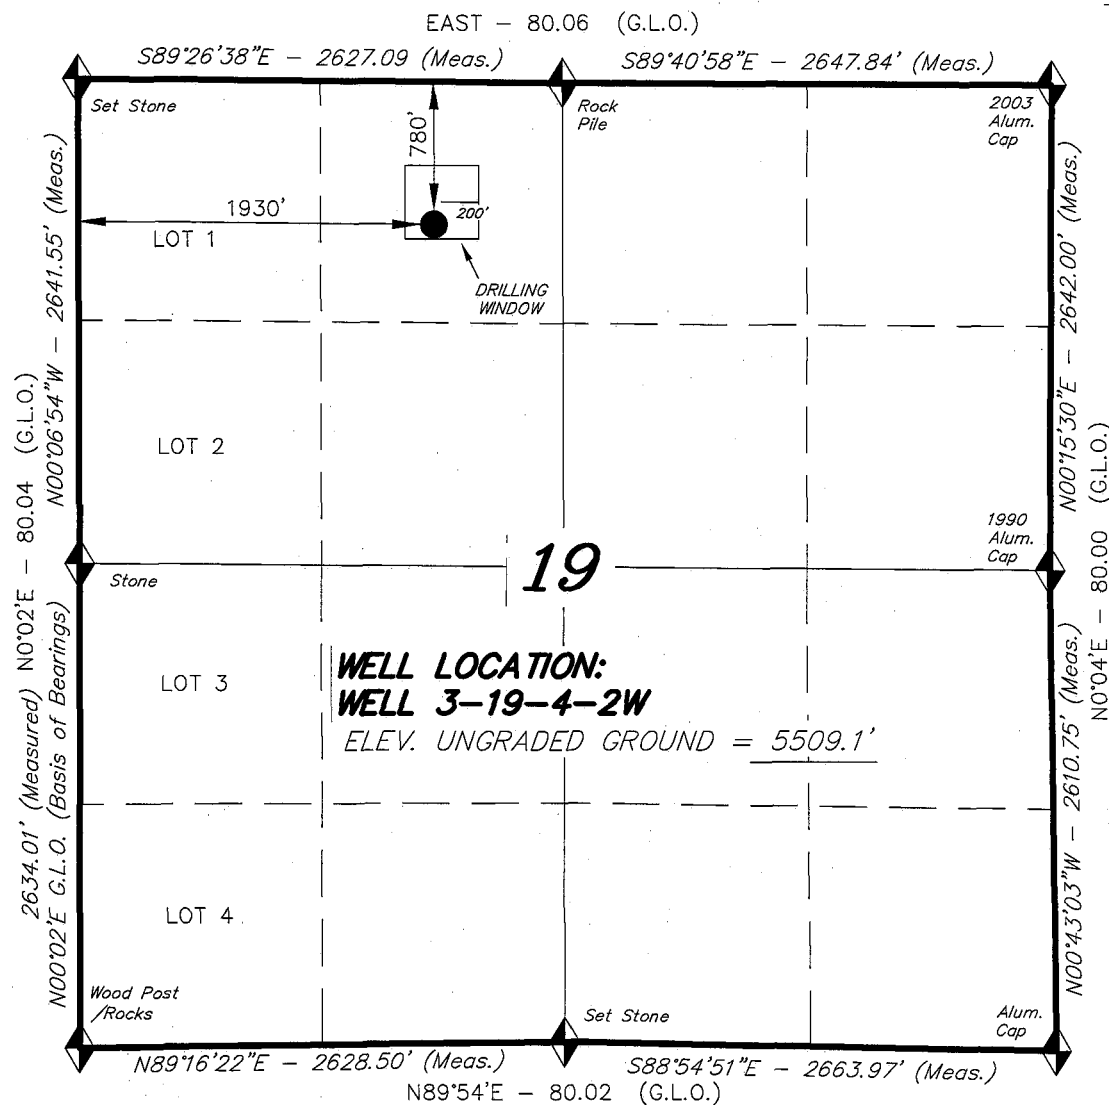 EAST – 80.06 (G.L.O.)
S89°26'38"E – 2627.09 (Meas.)
S89°40'58"E – 2647.84' (Meas.)
Set Stone
Rock
Pile
2003
Alum.
Cap
780'
1930'
200'
LOT 1
DRILLING
WINDOW
N00°06'54"W – 2641.55' (Meas.)
N0°02'E – 80.04 (G.L.O.)
N00°15'30"E – 2642.00' (Meas.)
N0°04'E – 80.00 (G.L.O.)
LOT 2
1990
Alum.
Cap
Stone
19
LOT 3
WELL LOCATION:
WELL 3–19–4–2W
ELEV. UNGRADED GROUND = 5509.1'
2634.01' (Measured)
N00°02'E G.L.O. (Basis of Bearings)
N00°43'03"W – 2610.75' (Meas.)
LOT 4
Wood Post
/Rocks
Set Stone
Alum.
Cap
N89°16'22"E – 2628.50' (Meas.)
S88°54'51"E – 2663.97' (Meas.)
N89°54'E – 80.02 (G.L.O.)